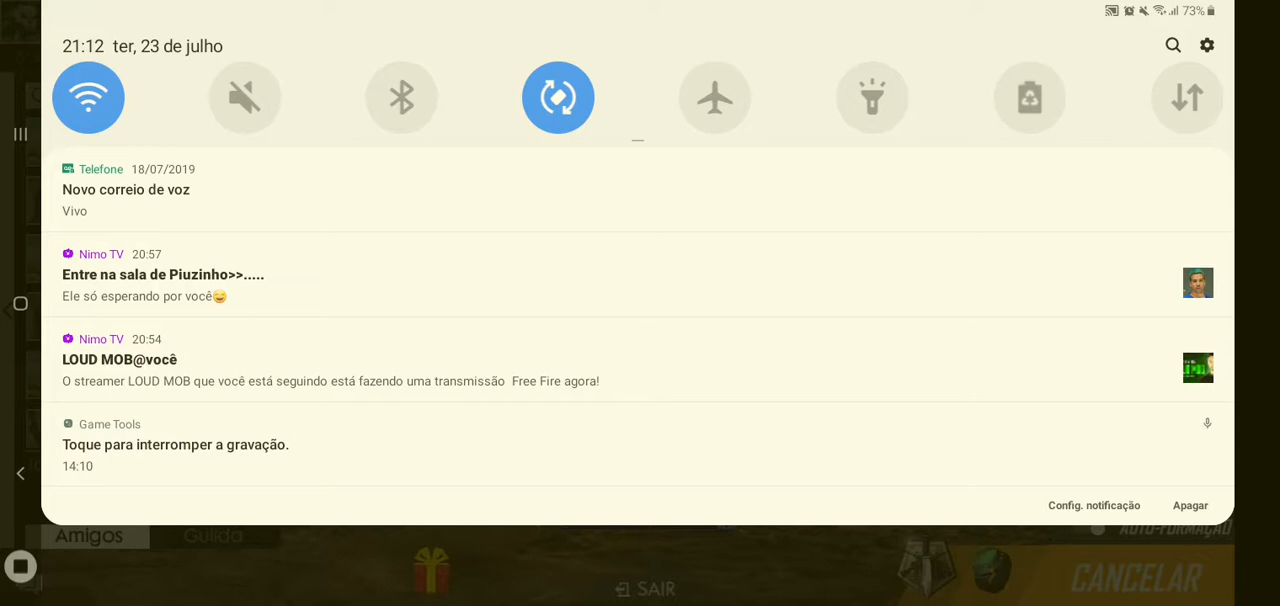 73%
21:12 ter, 23 de julho
Telefone 18/07/2019
Novo correio de voz
Vivo
Nimo TV 20:57
Entre na sala de Piuzinho>>.....
Ele só esperando por você😄
Nimo TV 20:54
LOUD MOB@você
O streamer LOUD MOB que você está seguindo está fazendo uma transmissão Free Fire agora!
Game Tools
Toque para interromper a gravação.
14:10
Config. notificação Apagar
Amigos Guilda
AUTO-FORMAÇÃO
SAIR
CANCELAR